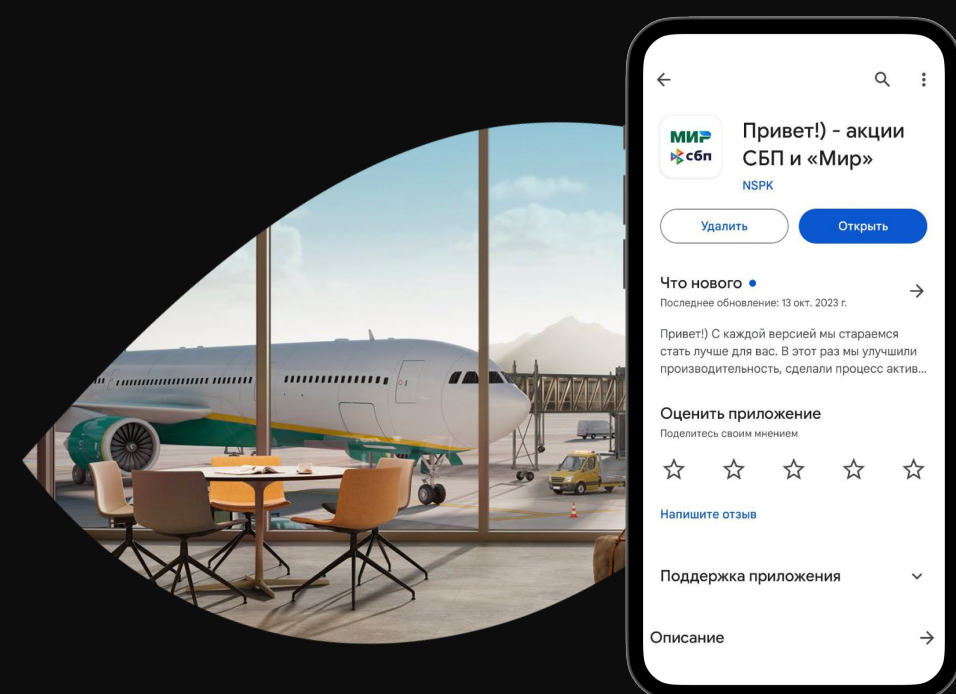 МИР
сбп
Привет!) - акции
СБП и «Мир»
NSPK
Удалить
Открыть
Что нового
Последнее обновление: 13 окт. 2023 г.
Привет!) С каждой версией мы стараемся
стать лучше для вас. В этот раз мы улучшили
производительность, сделали процесс актив...
Оценить приложение
Поделитесь своим мнением
Напишите отзыв
Поддержка приложения
Описание